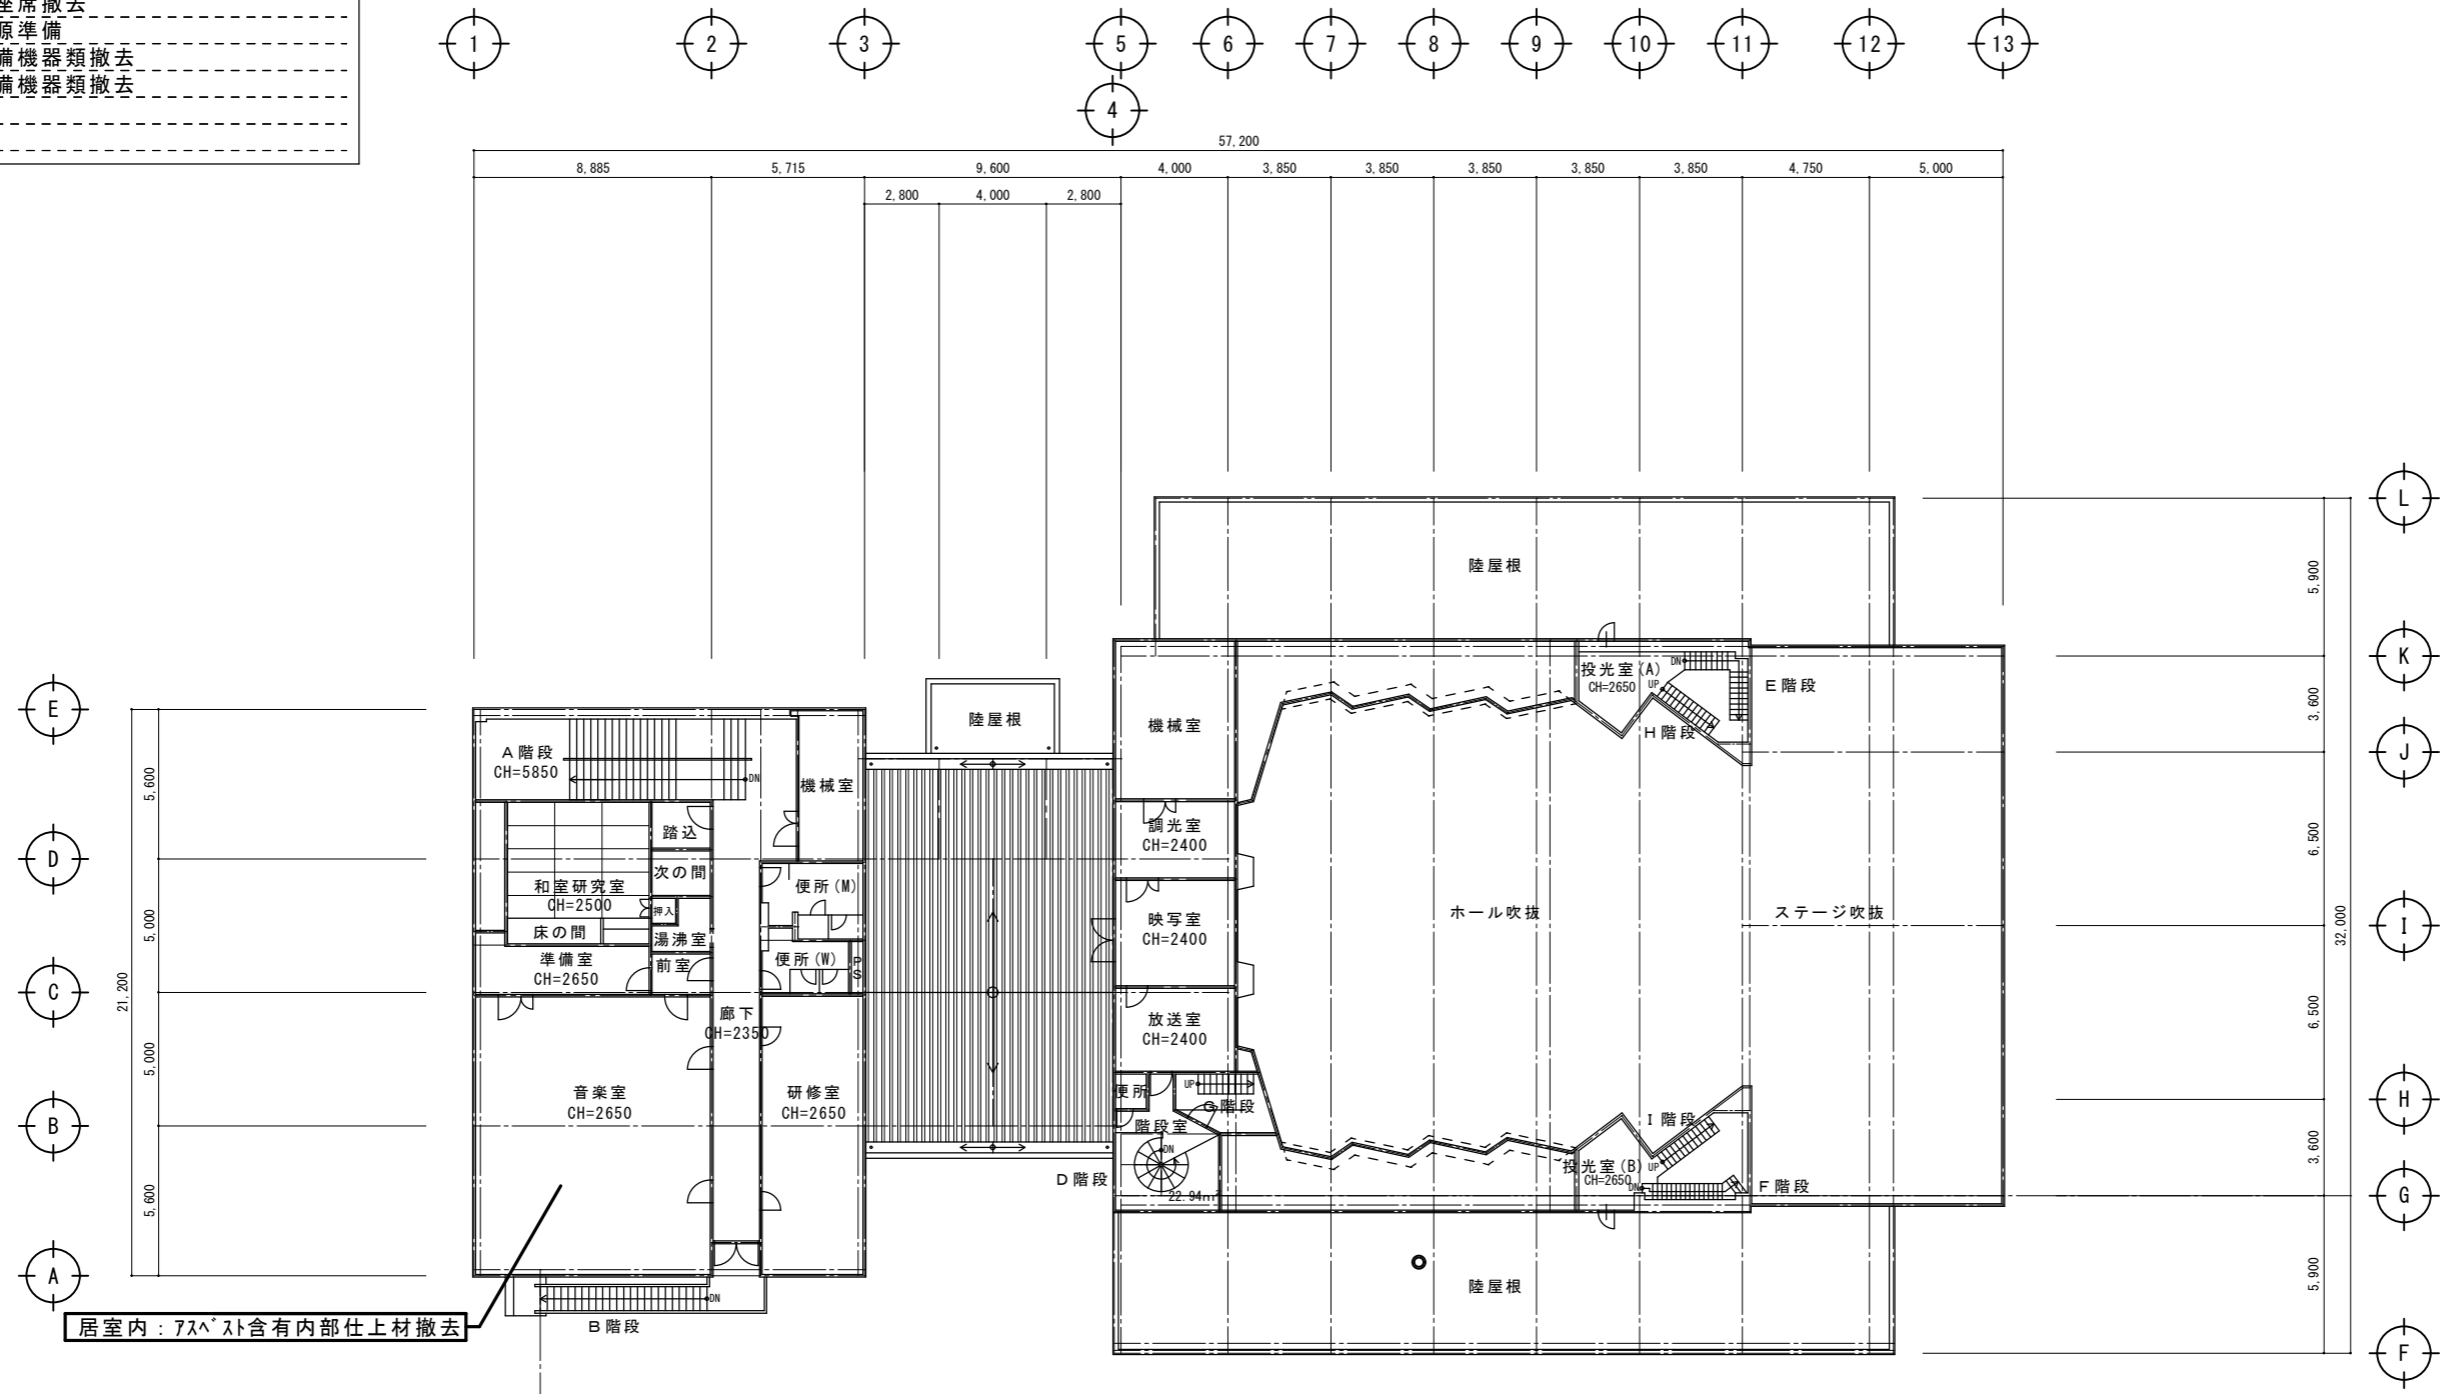 座席撤去
原準備
備機器類撤去
備機器類撤去
1
2
3
5
6
7
8
9
10
11
12
13
4
57,200
8,885
5,715
9,600
4,000
3,850
3,850
3,850
3,850
3,850
4,750
5,000
2,800
4,000
2,800
L
陸屋根
5,900
K
投光室(A)
CH=2650
DN
UP
E階段
H階段
3,600
J
E
陸屋根
機械室
A階段
CH=5850
DN
機械室
5,600
踏込
調光室
CH=2400
6,500
D
次の間
和室研究室
CH=2500
便所(M)
押入
映写室
CH=2400
ホール吹抜
ステージ吹抜
I
32,000
5,000
床の間
湯沸室
準備室
CH=2650
前室
便所(W)
PS
C
21,200
廊下
CH=2350
放送室
CH=2400
6,500
5,000
音楽室
CH=2650
研修室
CH=2650
便所
UP
G階段
H
B
階段室
DN
I階段
3,600
D階段
22.94m²
投光室(B)
CH=2650
UP
DN
F階段
G
5,600
A
陸屋根
5,900
DN
居室内：アスベスト含有内部仕上材撤去
B階段
F